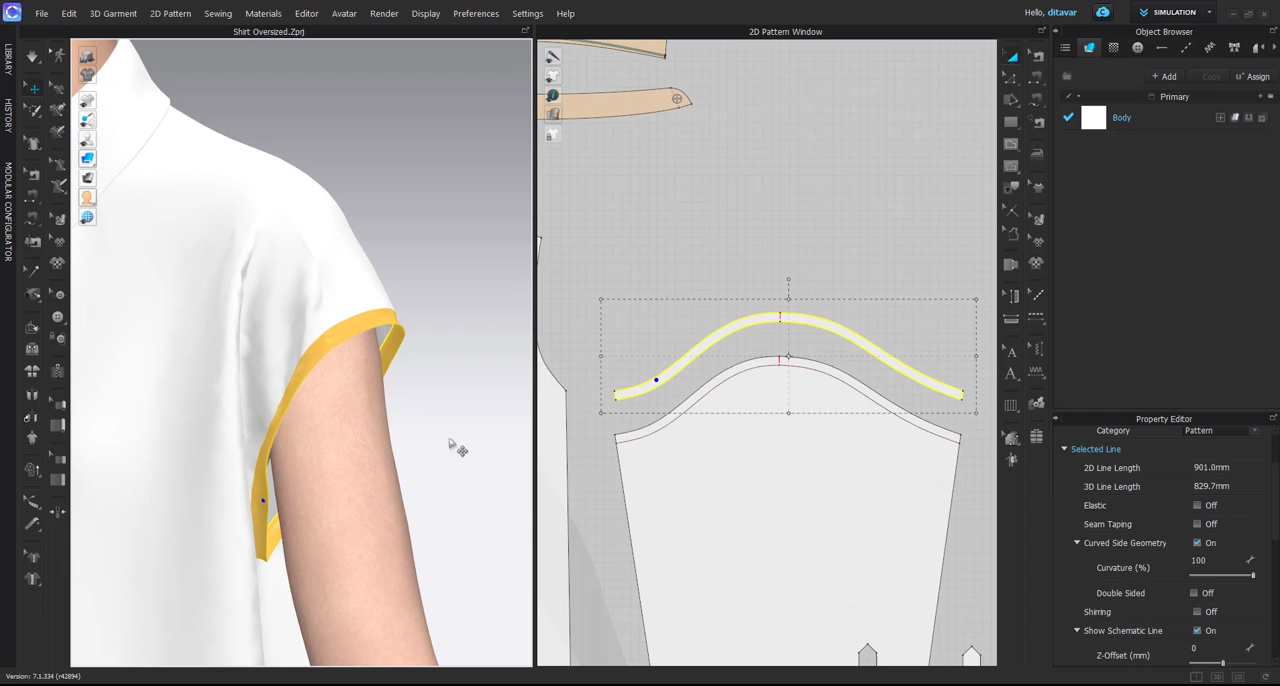 File Edit 3D Garment 2D Pattern Sewing Materials Editor Avatar Render Display Preferences Settings Help
Hello, ditavar
SIMULATION
Shirt Oversized.Zprj
2D Pattern Window
Object Browser
LIBRARY
HISTORY
MODULAR CONFIGURATOR
+ Add
Copy
Assign
Primary
Body
Property Editor
Category Pattern
Selected Line
2D Line Length 901.0mm
3D Line Length 829.7mm
Elastic Off
Seam Taping Off
Curved Side Geometry On
Curvature (%) 100
Double Sided Off
Shirring Off
Show Schematic Line On
Z-Offset (mm) 0
Version: 7.1.334 (r42894)
3D
2D